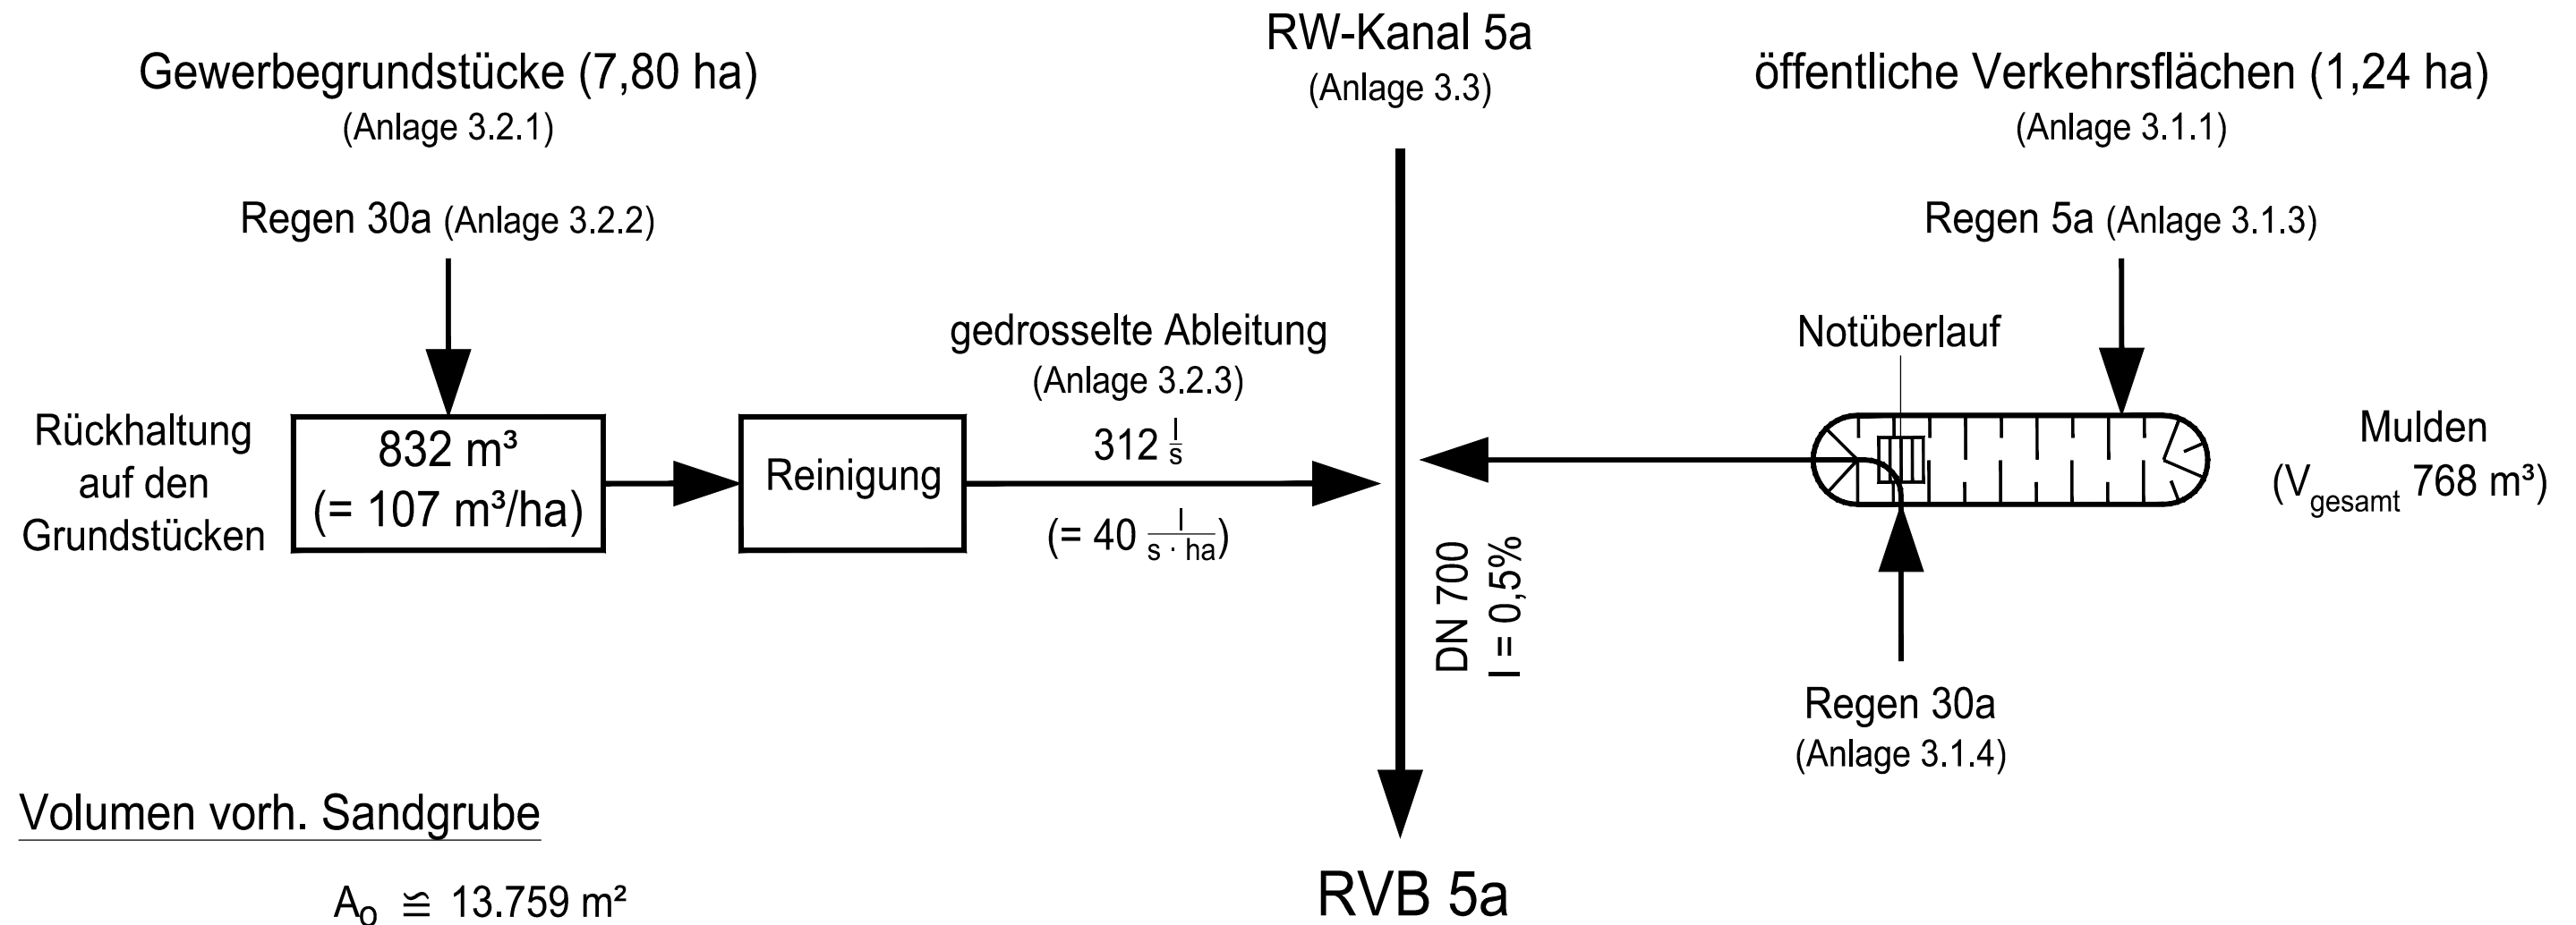 Gewerbegrundstücke (7,80 ha)
(Anlage 3.2.1)
Regen 30a (Anlage 3.2.2)
Rückhaltung
auf den
Grundstücken
832 m³
(= 107 m³/ha)
Reinigung
gedrosselte Ableitung
(Anlage 3.2.3)
312 l/s
(= 40 l/s · ha)
RW-Kanal 5a
(Anlage 3.3)
DN 700
I = 0,5%
RVB 5a
öffentliche Verkehrsflächen (1,24 ha)
(Anlage 3.1.1)
Regen 5a (Anlage 3.1.3)
Notüberlauf
Mulden
(Vgesamt 768 m³)
Regen 30a
(Anlage 3.1.4)
Volumen vorh. Sandgrube
AO ≌ 13.759 m²